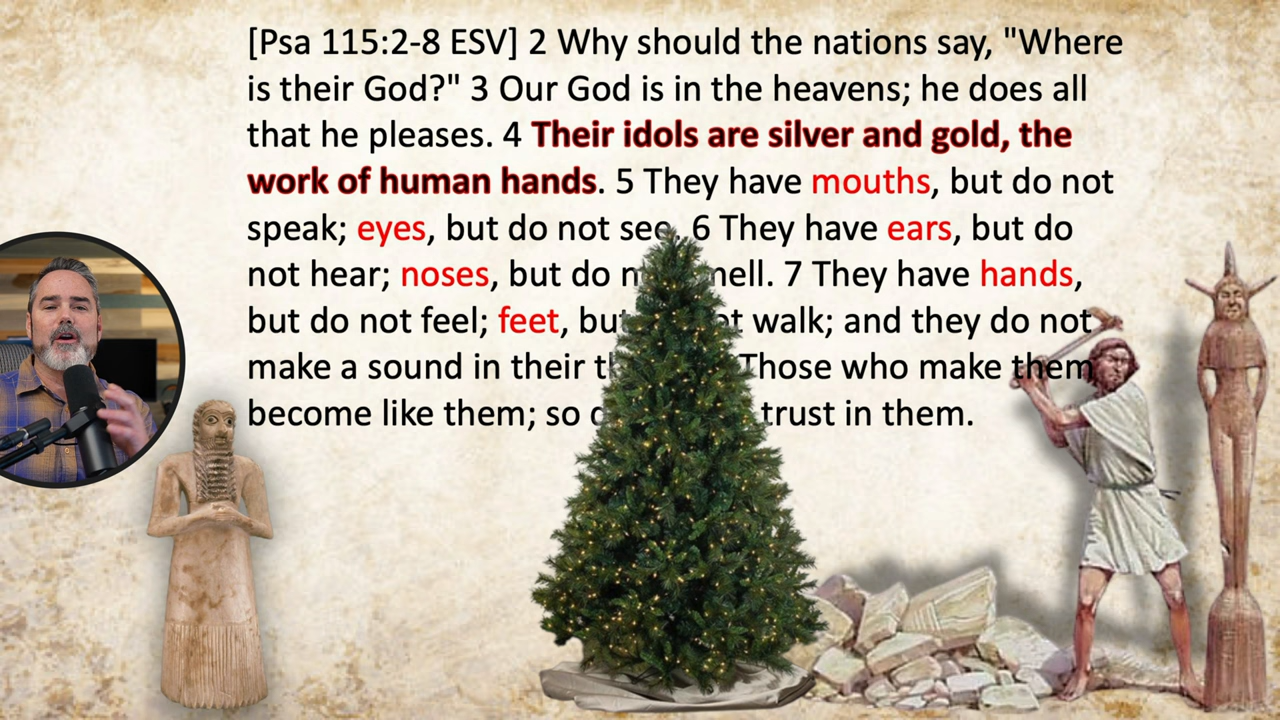 [Psa 115:2-8 ESV] 2 Why should the nations say, "Where
is their God?" 3 Our God is in the heavens; he does all
that he pleases. 4 Their idols are silver and gold, the
work of human hands. 5 They have mouths, but do not
speak; eyes, but do not see. 6 They have ears, but do
not hear; noses, but do
7 They have hands,
but do not feel; feet, but walk; and they do not
make a sound in their Those who make them
become like them; so trust in them.